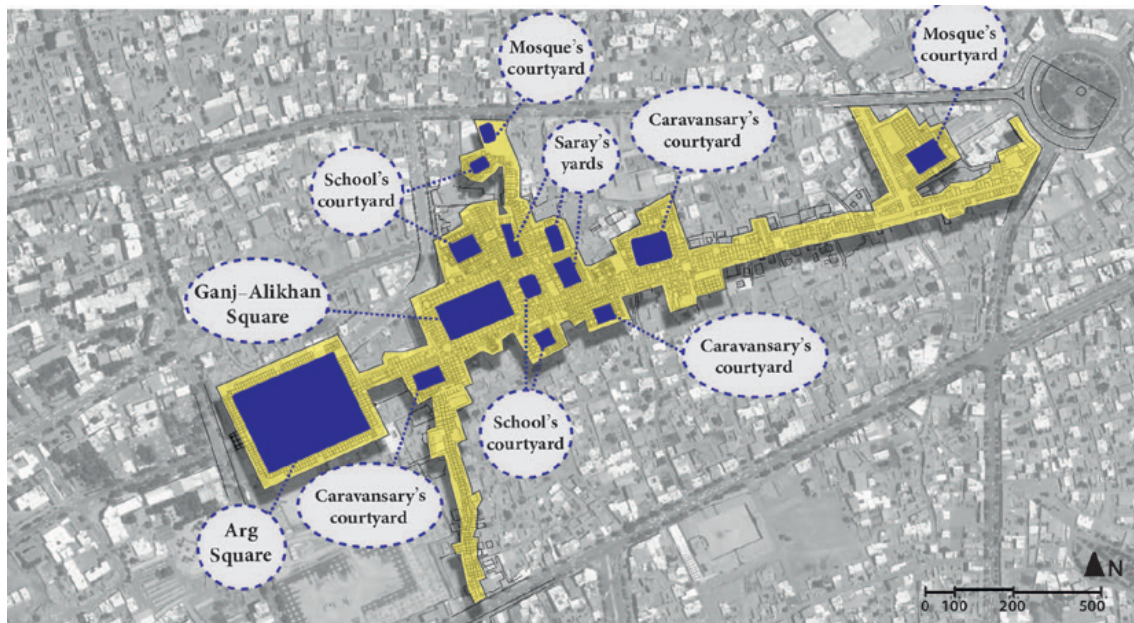 Mosque's
courtyard
Mosque's
courtyard
Caravansary's
courtyard
Saray's
yards
School's
courtyard
Ganj-Alikhan
Square
Caravansary's
courtyard
School's
courtyard
Caravansary's
courtyard
Arg
Square
N
0 100 200 500